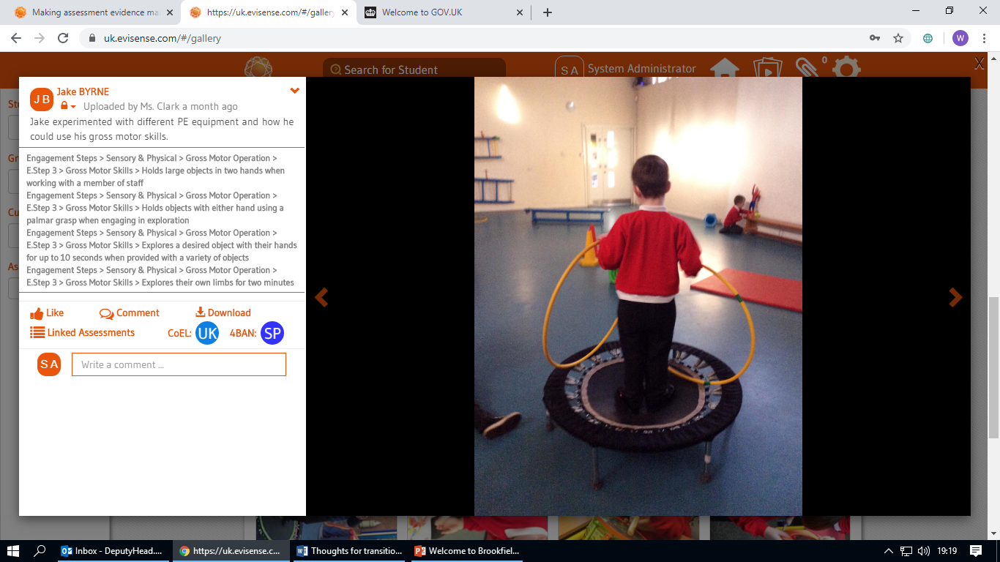 Making assessment evidence ma
https://uk.evisense.com/#/gallery
Welcome to GOV.UK
uk.evisense.com/#/gallery
W
Search for Student
S A
System Administrator
0
X
J B
Jake BYRNE
Uploaded by Ms. Clark a month ago
Jake experimented with different PE equipment and how he
could use his gross motor skills.
Engagement Steps > Sensory & Physical > Gross Motor Operation >
E.Step 3 > Gross Motor Skills > Holds large objects in two hands when
working with a member of staff
Engagement Steps > Sensory & Physical > Gross Motor Operation >
E.Step 3 > Gross Motor Skills > Holds objects with either hand using a
palmar grasp when engaging in exploration
Engagement Steps > Sensory & Physical > Gross Motor Operation >
E.Step 3 > Gross Motor Skills > Explores a desired object with their hands
for up to 10 seconds when provided with a variety of objects
Engagement Steps > Sensory & Physical > Gross Motor Operation >
E.Step 3 > Gross Motor Skills > Explores their own limbs for two minutes
Like
Comment
Download
Linked Assessments
CoEL: UK
4BAN: SP
S A
Write a comment ...
St
Gr
Cu
As
Inbox - DeputyHead....
https://uk.evisense.c...
Thoughts for transitio...
Welcome to Brookfiel...
19:19